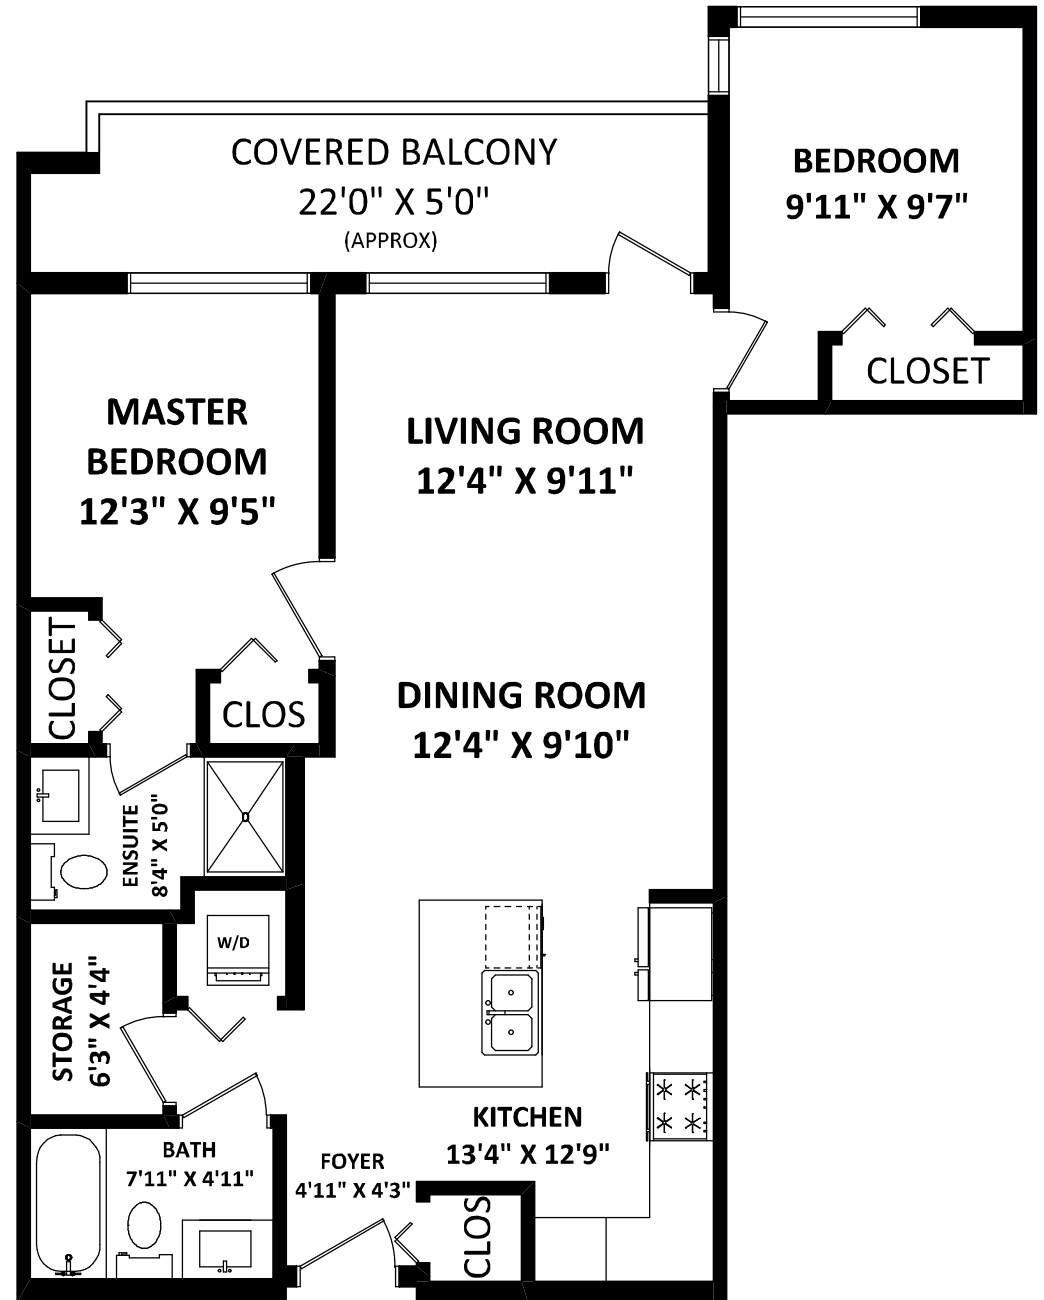 COVERED BALCONY
22'0" X 5'0"
(APPROX)
BEDROOM
9'11" X 9'7"
CLOSET
MASTER
BEDROOM
12'3" X 9'5"
LIVING ROOM
12'4" X 9'11"
CLOSET
CLOS
DINING ROOM
12'4" X 9'10"
ENSUITE
8'4" X 5'0"
W/D
STORAGE
6'3" X 4'4"
KITCHEN
13'4" X 12'9"
BATH
7'11" X 4'11"
FOYER
4'11" X 4'3"
CLOS